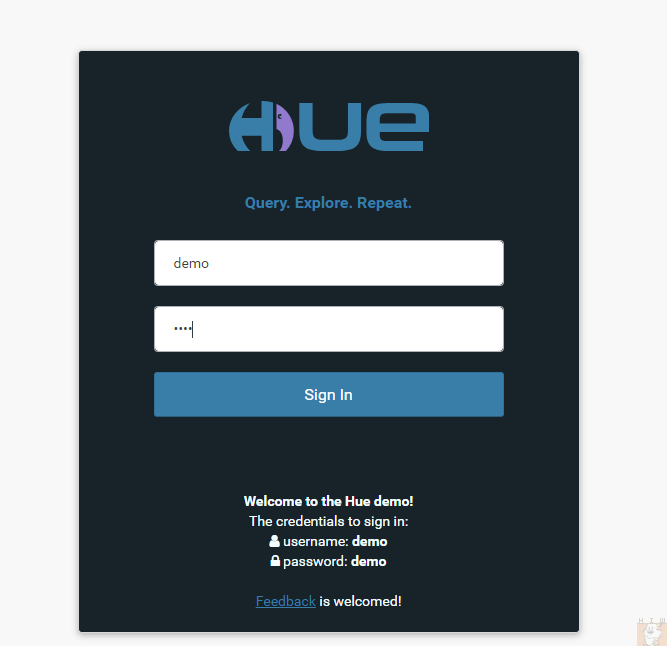 Hue
Query. Explore. Repeat.
demo
••••
Sign In
Welcome to the Hue demo!
The credentials to sign in:
username: demo
password: demo
Feedback is welcomed!